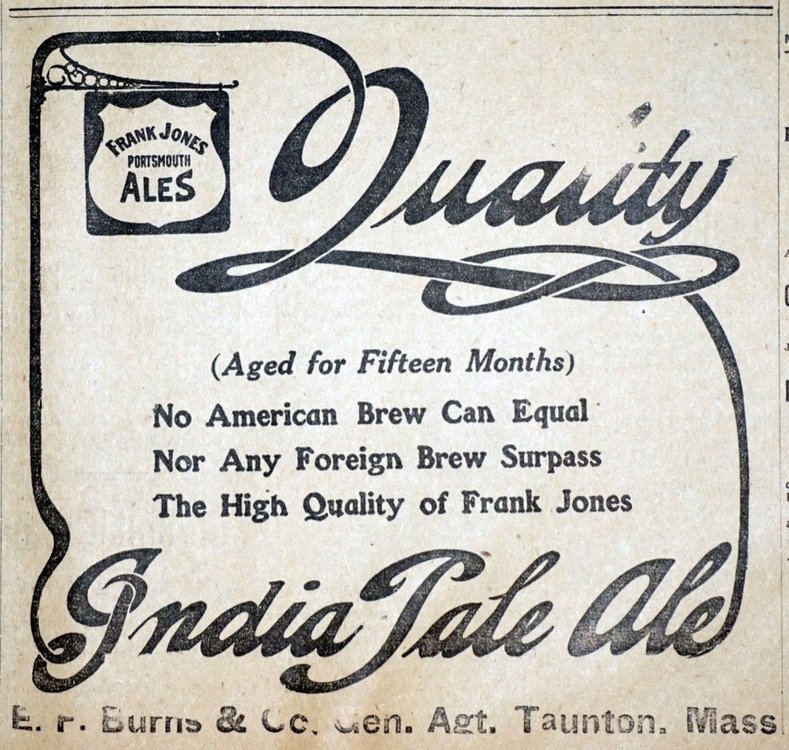 FRANK JONES
PORTSMOUTH
ALES
Quality
(Aged for Fifteen Months)
No American Brew Can Equal
Nor Any Foreign Brew Surpass
The High Quality of Frank Jones
India Pale Ale
E. F. Burns & Co. Gen. Agt. Taunton. Mass